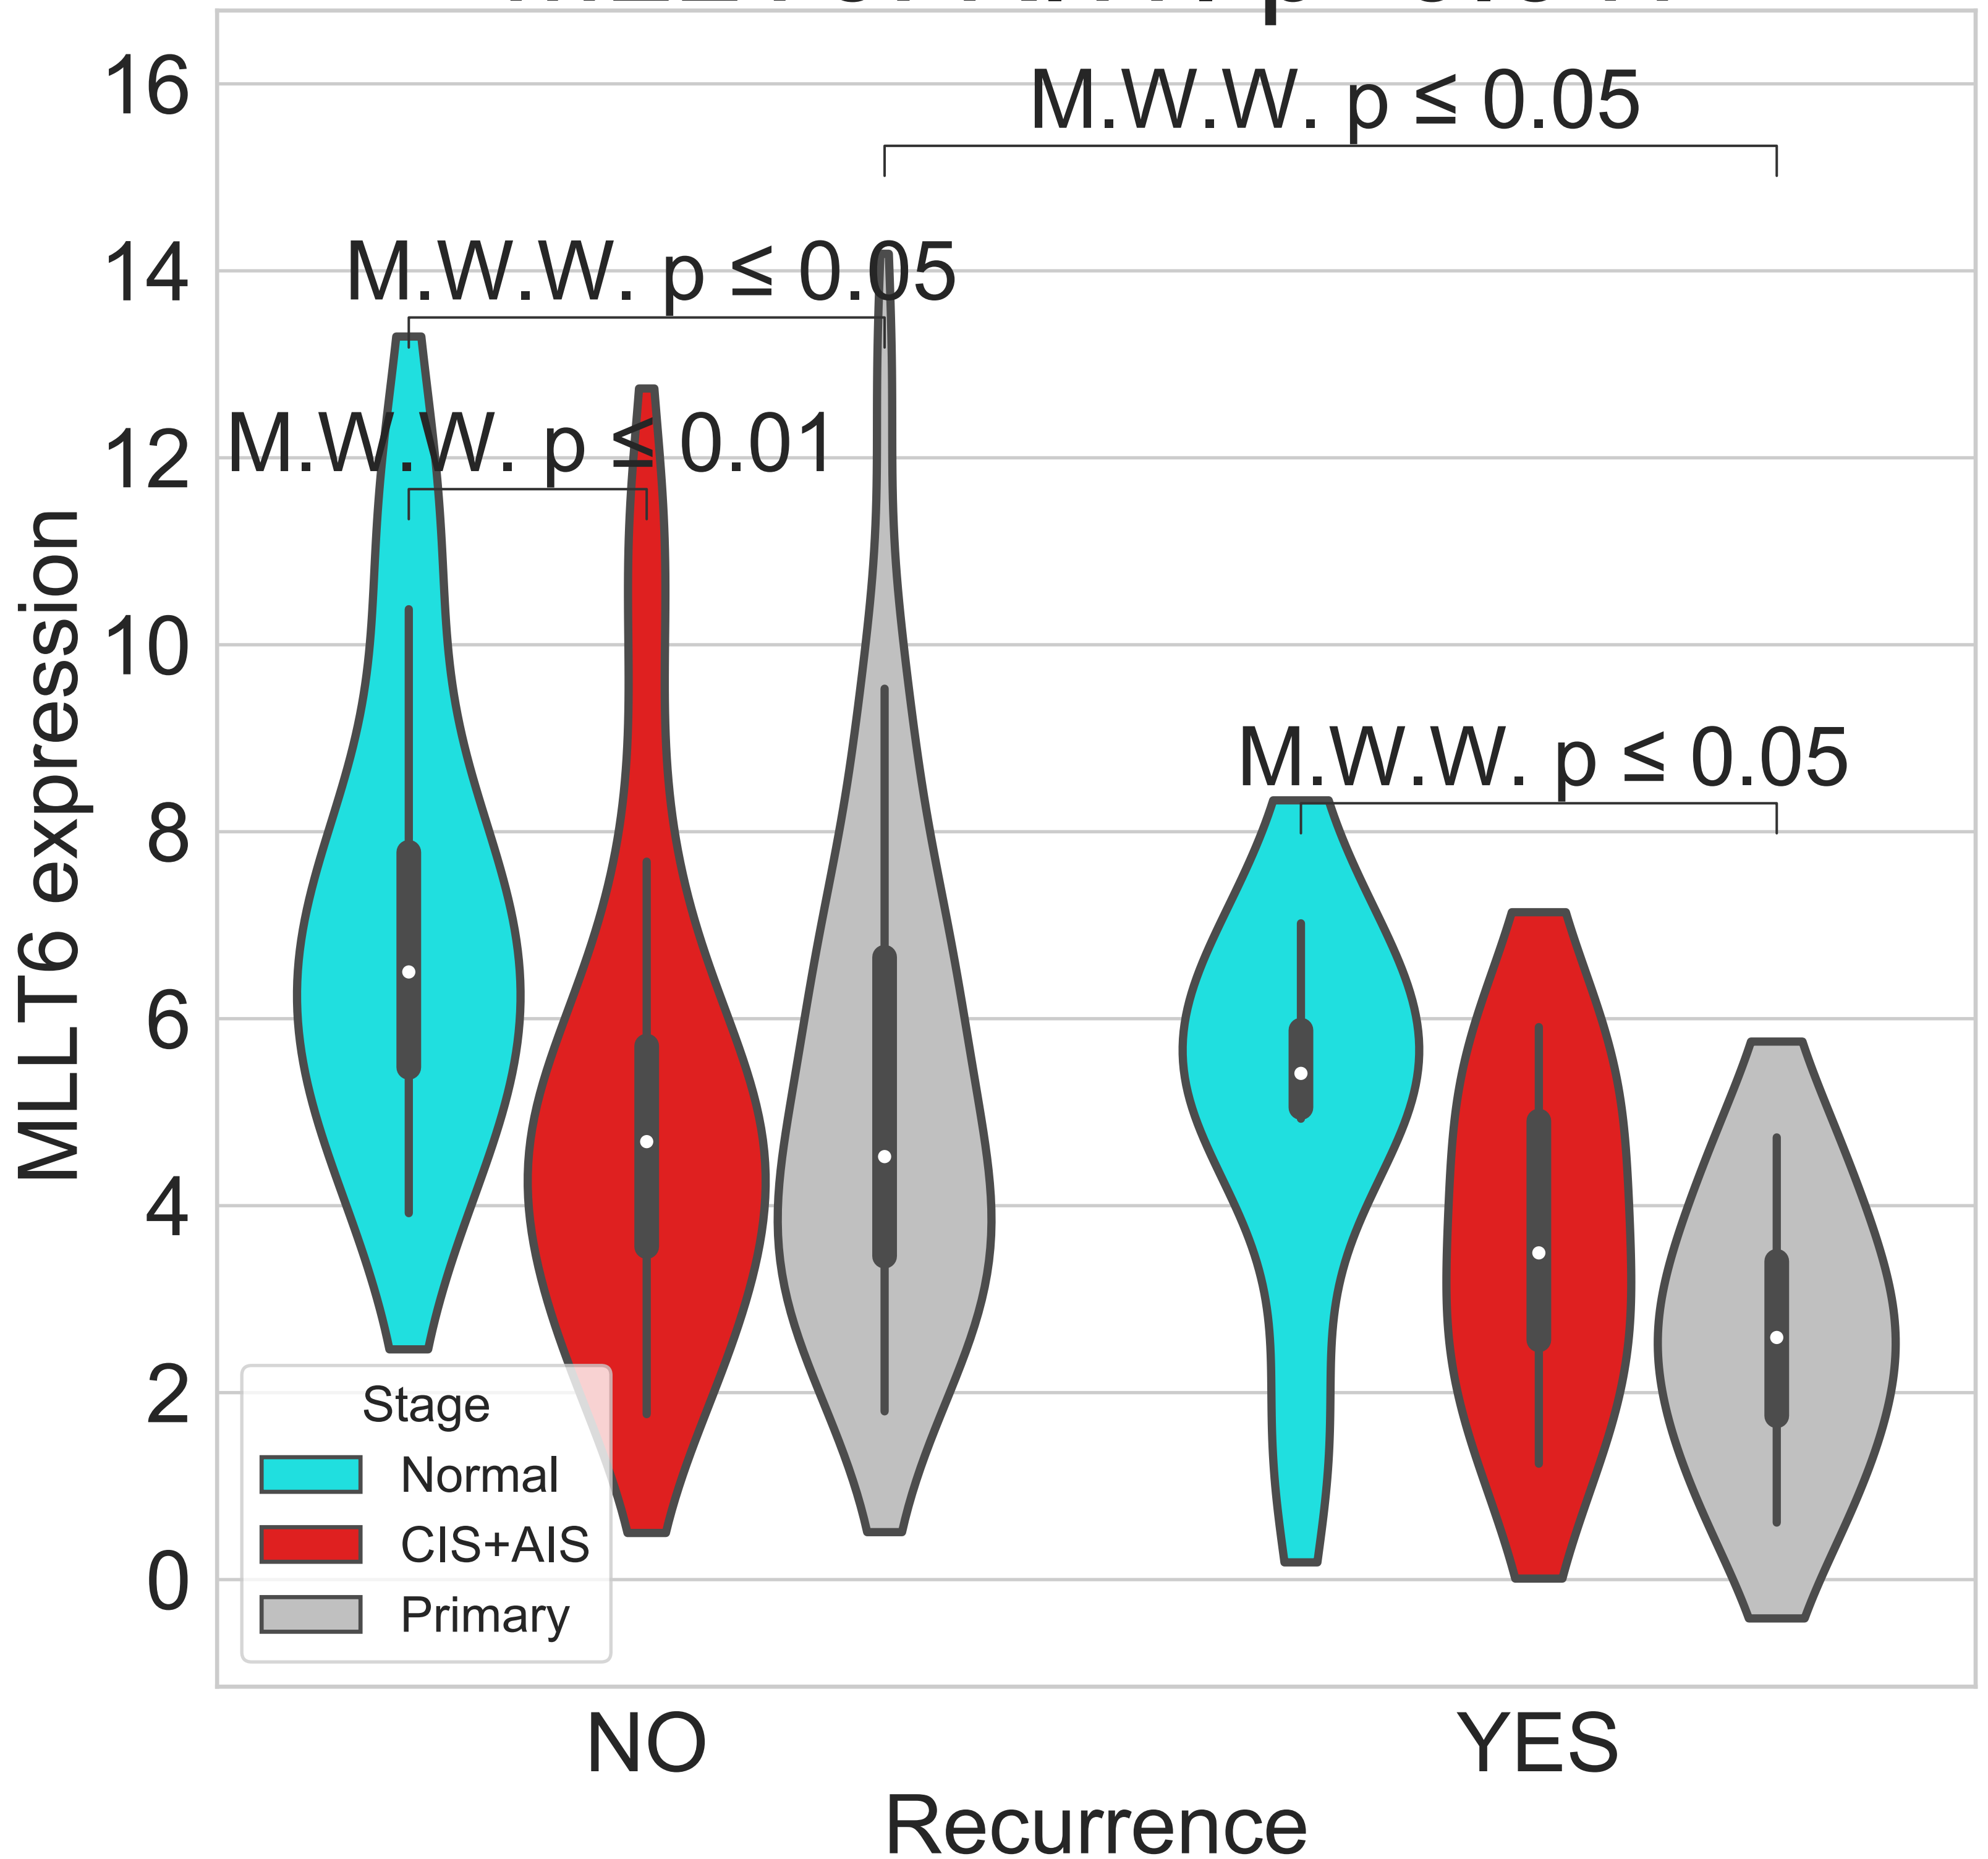 M.W.W. p ≤ 0.05
M.W.W. p ≤ 0.05
M.W.W. p ≤ 0.01
M.W.W. p ≤ 0.05
16
14
12
10
8
6
4
2
0
MLLT6 expression
Stage
Normal
CIS+AIS
Primary
NO
YES
Recurrence